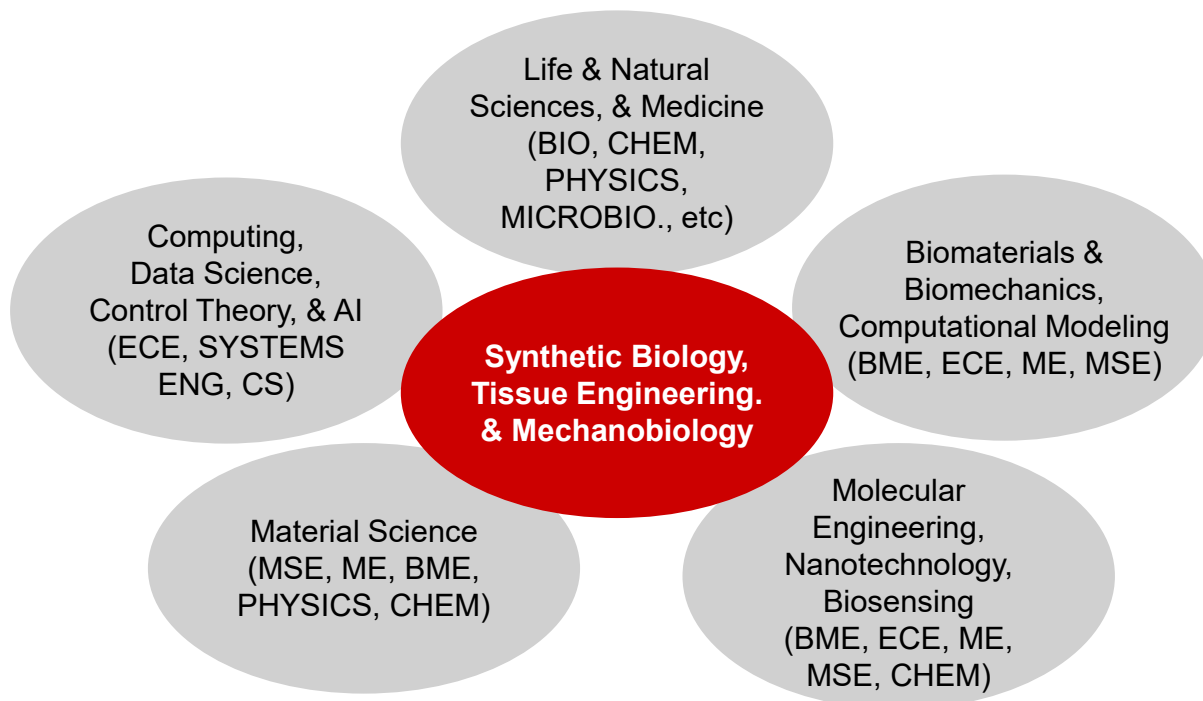 Life & Natural
Sciences, & Medicine
(BIO, CHEM,
PHYSICS,
MICROBIO., etc)
Computing,
Data Science,
Control Theory, & AI
(ECE, SYSTEMS
ENG, CS)
Biomaterials &
Biomechanics,
Computational Modeling
(BME, ECE, ME, MSE)
Synthetic Biology,
Tissue Engineering.
& Mechanobiology
Material Science
(MSE, ME, BME,
PHYSICS, CHEM)
Molecular
Engineering,
Nanotechnology,
Biosensing
(BME, ECE, ME,
MSE, CHEM)